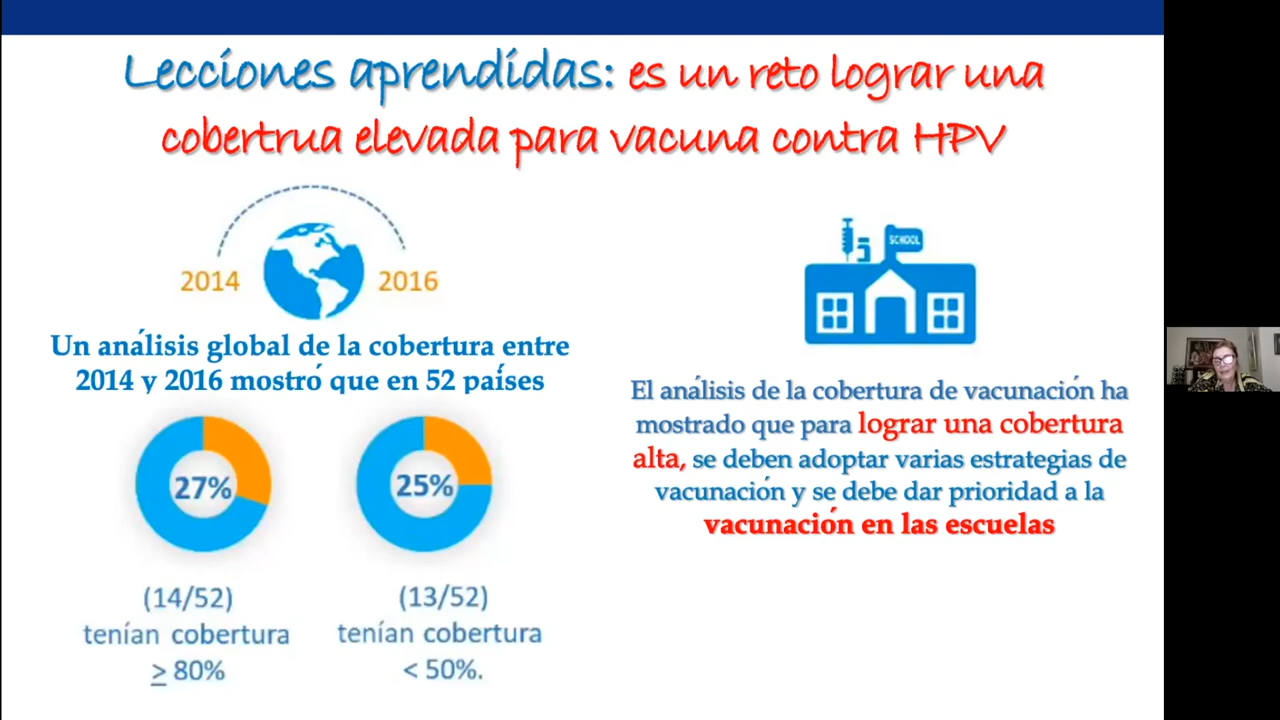 Lecciones aprendidas: es un reto lograr una
cobertrua elevada para vacuna contra HPV
2014
2016
Un análisis global de la cobertura entre
2014 y 2016 mostró que en 52 países
27%
25%
(14/52)
tenían cobertura
≥ 80%
(13/52)
tenían cobertura
< 50%.
SCHOOL
El análisis de la cobertura de vacunación ha
mostrado que para lograr una cobertura
alta, se deben adoptar varias estrategias de
vacunación y se debe dar prioridad a la
vacunación en las escuelas